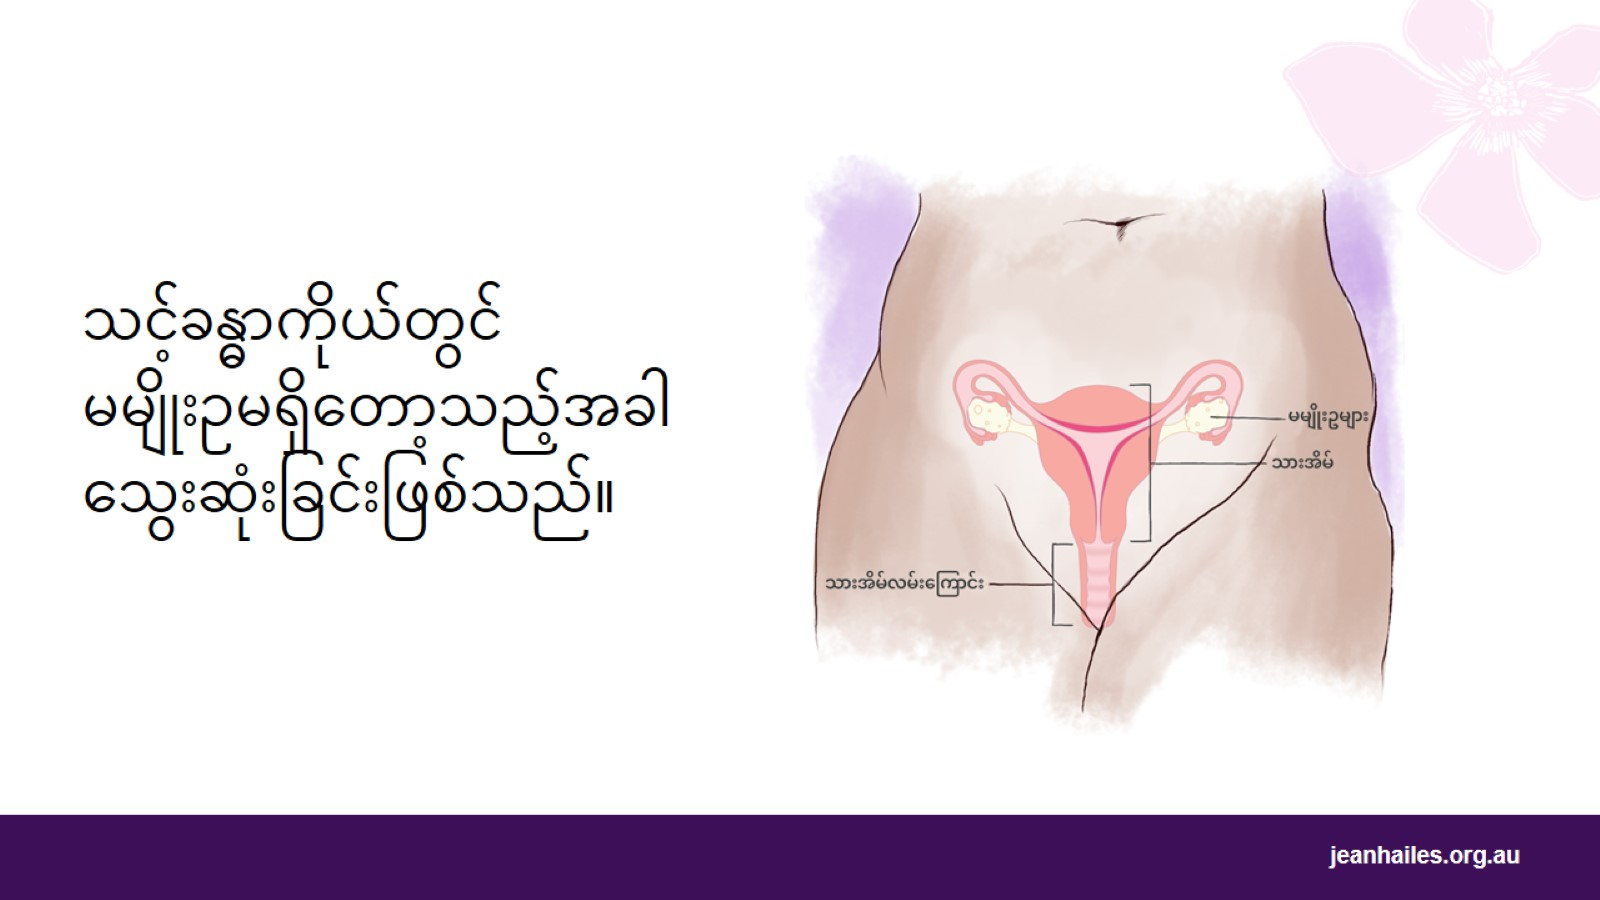 သင့်ခန္ဓာကိုယ်တွင်
မမျိုးဥမရှိတော့သည့်အခါ
သွေးဆုံးခြင်းဖြစ်သည်။
မမျိုးဥများ
သားအိမ်
သားအိမ်လမ်းကြောင်း
jeanhailes.org.au